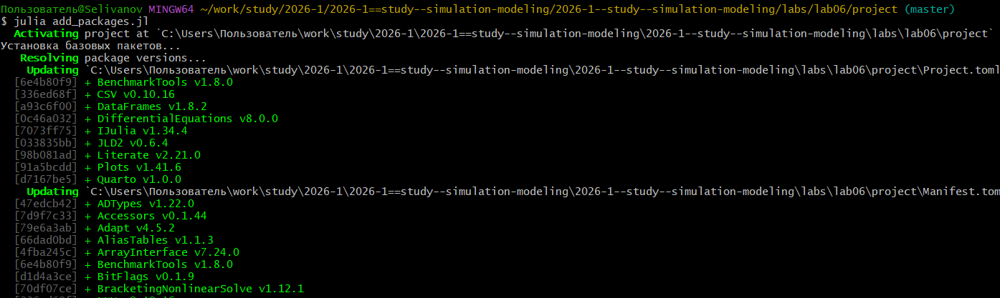 Пользователь@Selivanov MINGW64 ~/work/study/2026-1/2026-1==study--simulation-modeling/2026-1--study--simulation-modeling/labs/lab06/project (master)
$ julia add_packages.jl
Activating project at `C:\Users\Пользователь\work\study\2026-1\2026-1==study--simulation-modeling\2026-1--study--simulation-modeling\labs\lab06\project`
Установка базовых пакетов...
Resolving package versions...
Updating `C:\Users\Пользователь\work\study\2026-1\2026-1==study--simulation-modeling\2026-1--study--simulation-modeling\labs\lab06\project\Project.toml
[6e4b80f9] + BenchmarkTools v1.8.0
[336ed68f] + CSV v0.10.16
[a93c6f00] + DataFrames v1.8.2
[0c46a032] + DifferentialEquations v8.0.0
[7073ff75] + IJulia v1.34.4
[033835bb] + JLD2 v0.6.4
[98b081ad] + Literate v2.21.0
[91a5bcdd] + Plots v1.41.6
[d7167be5] + Quarto v1.0.0
Updating `C:\Users\Пользователь\work\study\2026-1\2026-1==study--simulation-modeling\2026-1--study--simulation-modeling\labs\lab06\project\Manifest.tom
[47edcb42] + ADTypes v1.22.0
[7d9f7c33] + Accessors v0.1.44
[79e6a3ab] + Adapt v4.5.2
[66dad0bd] + AliasTables v1.1.3
[4fba245c] + ArrayInterface v7.24.0
[6e4b80f9] + BenchmarkTools v1.8.0
[d1d4a3ce] + BitFlags v0.1.9
[70df07ce] + BracketingNonlinearSolve v1.12.1